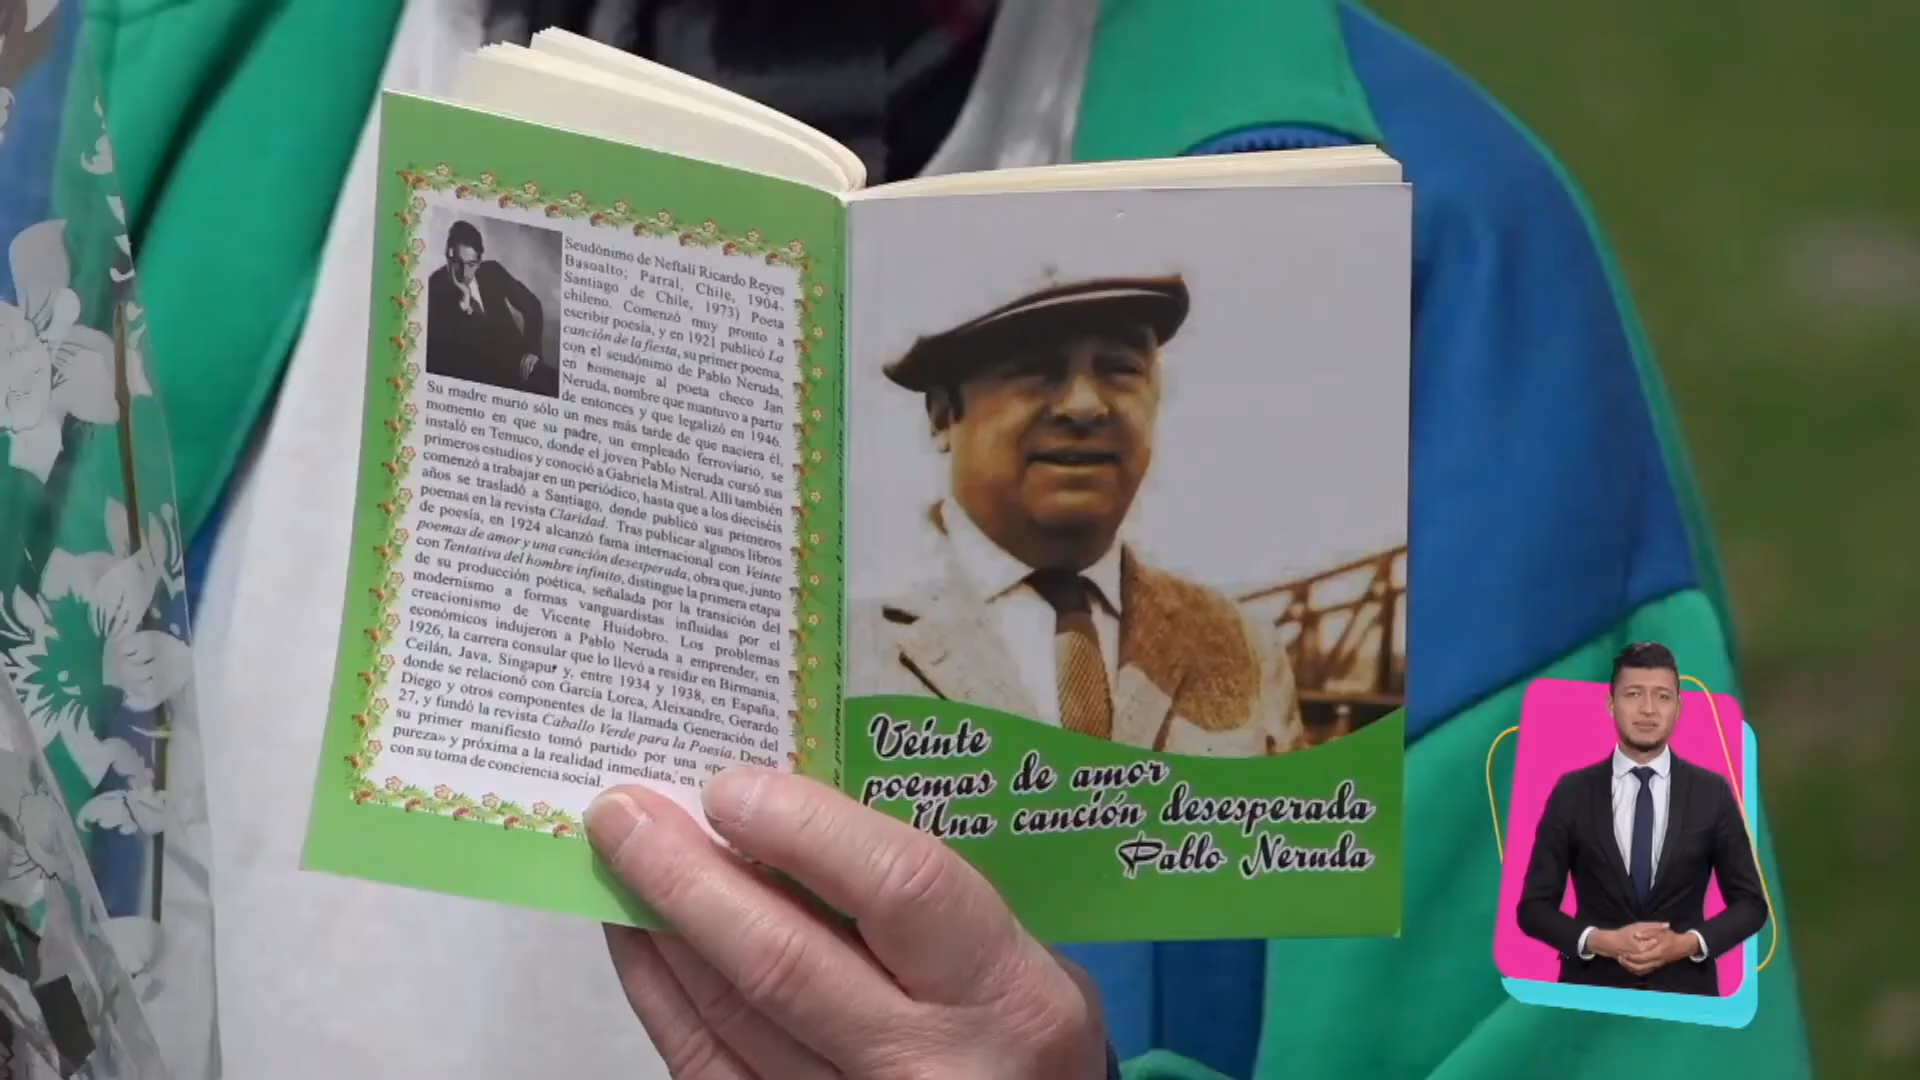 Seudónimo de Neftalí Ricardo Reyes
Basoalto; Parral, Chile, 1904-
Santiago de Chile, 1973) Poeta
chileno. Comenzó muy pronto a
escribir poesía, y en 1921 publicó La
canción de la fiesta, su primer poema,
con el seudónimo de Pablo Neruda,
en homenaje al poeta checo Jan
Neruda, nombre que mantuvo a partir
de entonces y que legalizó en 1946.
Su madre murió sólo un mes más tarde de que naciera él,
momento en que su padre, un empleado ferroviario, se
instaló en Temuco, donde el joven Pablo Neruda cursó sus
primeros estudios y conoció a Gabriela Mistral. Allí también
comenzó a trabajar en un periódico, hasta que a los dieciséis
años se trasladó a Santiago, donde publicó sus primeros
poemas en la revista Claridad. Tras publicar algunos libros
de poesía, en 1924 alcanzó fama internacional con Veinte
poemas de amor y una canción desesperada, obra que, junto
con Tentativa del hombre infinito, distingue la primera etapa
de su producción poética, señalada por la transición del
modernismo a formas vanguardistas influidas por el
creacionismo de Vicente Huidobro. Los problemas
económicos indujeron a Pablo Neruda a emprender, en
1926, la carrera consular que lo llevó a residir en Birmania,
Ceilán, Java, Singapur y, entre 1934 y 1938, en España,
donde se relacionó con García Lorca, Aleixandre, Gerardo
Diego y otros componentes de la llamada Generación del
27, y fundó la revista Caballo Verde para la Poesía. Desde
su primer manifiesto tomó partido por una
pureza» y próxima a la realidad inmediata, en
con su toma de conciencia social.
Veinte
poemas de amor
Una canción desesperada
Pablo Neruda